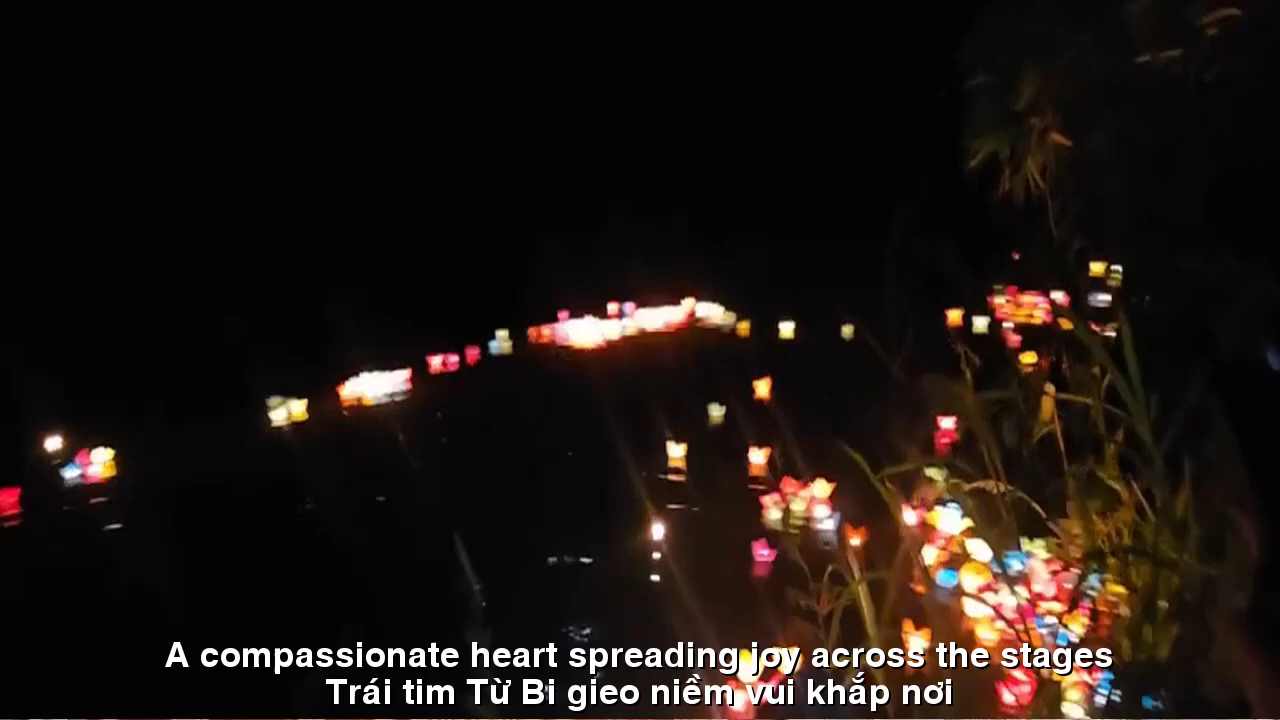 A compassionate heart spreading joy across the stages
Trái tim Từ Bi gieo niềm vui khắp nơi